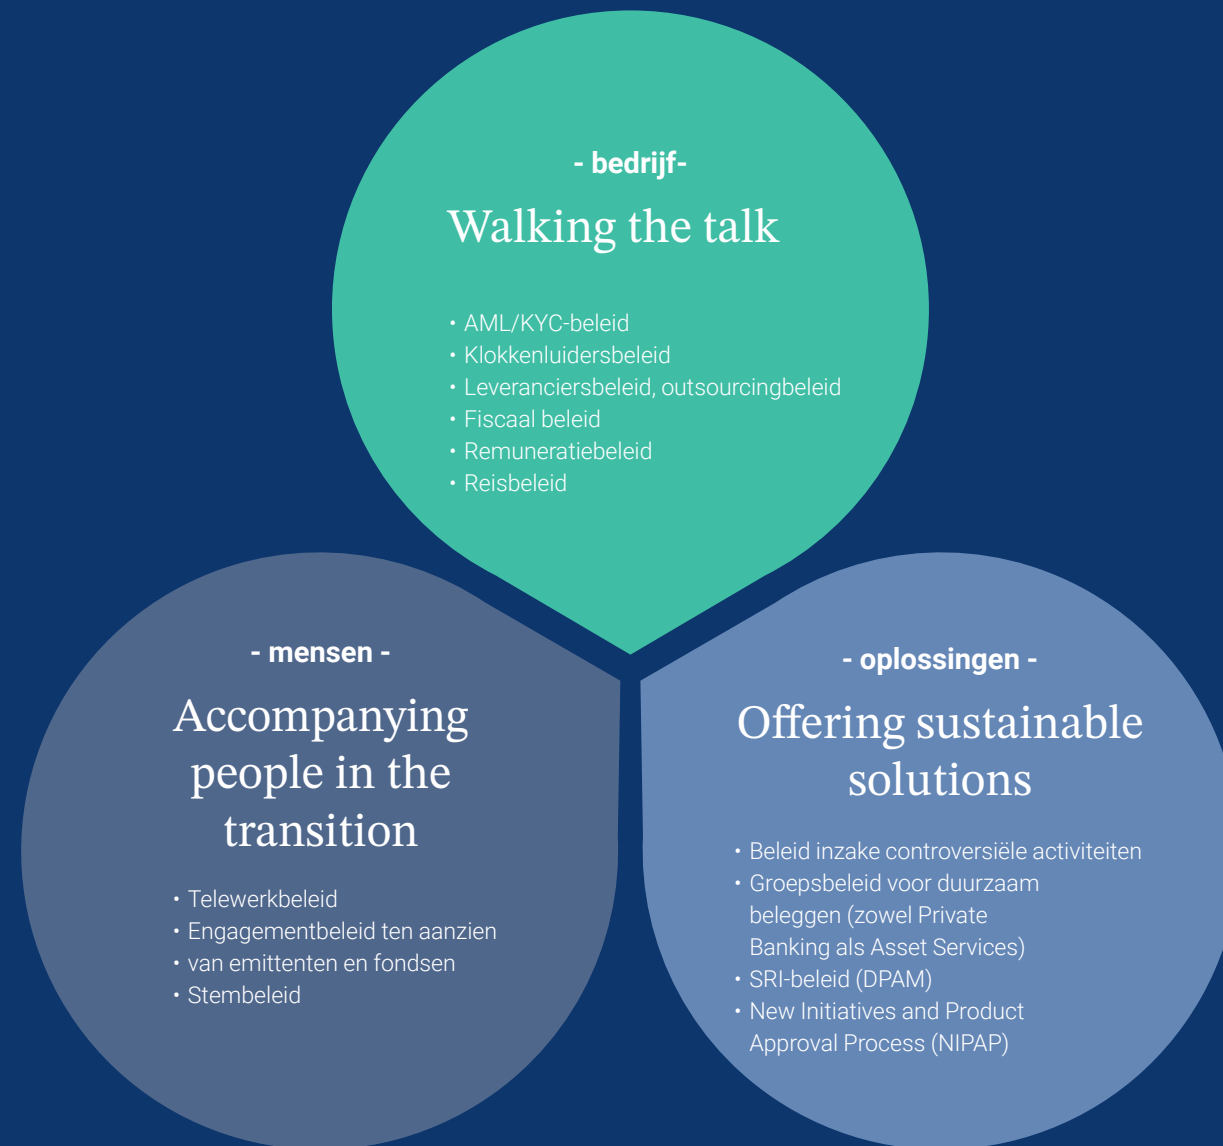 - bedrijf-
Walking the talk
• AML/KYC-beleid
• Klokkenluidersbeleid
• Leveranciersbeleid, outsourcingbeleid
• Fiscaal beleid
• Remuneratiebeleid
• Reisbeleid
- mensen -
Accompanying
people in the
transition
• Telewerkbeleid
• Engagementbeleid ten aanzien
• van emittenten en fondsen
• Stembeleid
- oplossingen -
Offering sustainable
solutions
• Beleid inzake controversiële activiteiten
• Groepsbeleid voor duurzaam
beleggen (zowel Private
Banking als Asset Services)
• SRI-beleid (DPAM)
• New Initiatives and Product
Approval Process (NIPAP)